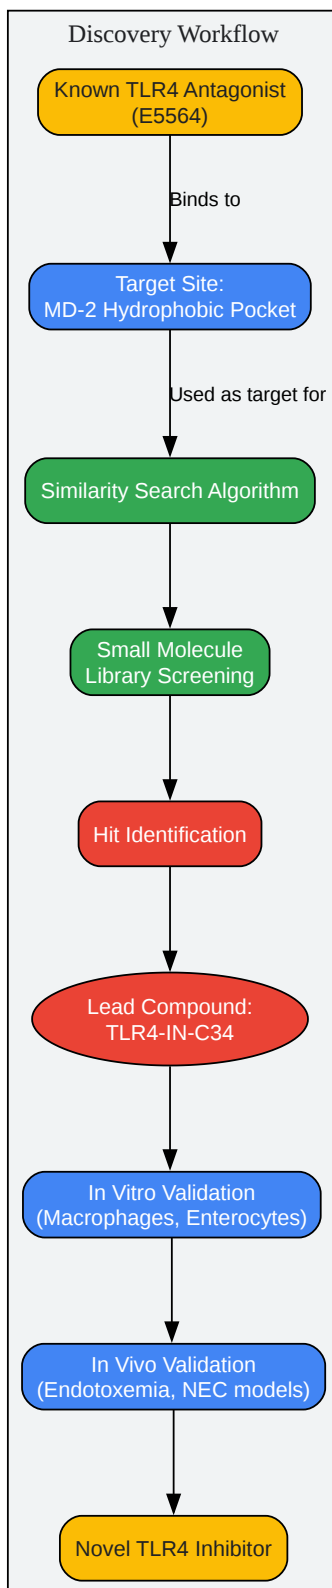 Discovery Workflow
Known TLR4 Antagonist
(E5564)
Binds to
Target Site:
MD-2 Hydrophobic Pocket
Used as target for
Similarity Search Algorithm
Small Molecule
Library Screening
Hit Identification
Lead Compound:
TLR4-IN-C34
In Vitro Validation
(Macrophages, Enterocytes)
In Vivo Validation
(Endotoxemia, NEC models)
Novel TLR4 Inhibitor